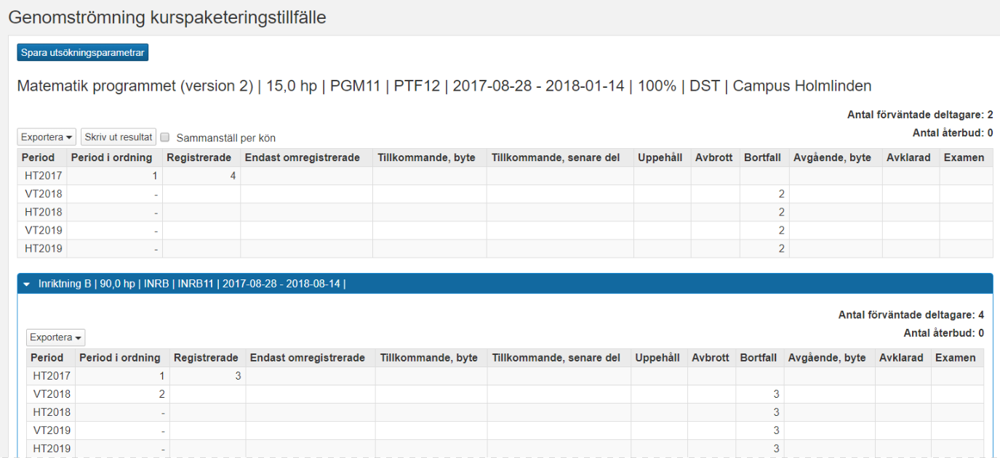 Genomströmning kurspaketeringstillfälle
Spara utsökningsparametrar
Matematik programmet (version 2) | 15,0 hp | PGM11 | PTF12 | 2017-08-28 - 2018-01-14 | 100% | DST | Campus Holmlinden
Antal förväntade deltagare: 2
Antal återbud: 0
Exportera Skriv ut resultat Sammanställ per kön
Period Period i ordning Registrerade Endast omregistrerade Tillkommande, byte Tillkommande, senare del Uppehåll Avbrott Bortfall Avgående, byte Avklarad Examen
HT2017 1 4
VT2018 - 2
HT2018 - 2
VT2019 - 2
HT2019 - 2
Inriktning B | 90,0 hp | INRB | INRB11 | 2017-08-28 - 2018-08-14 |
Antal förväntade deltagare: 4
Antal återbud: 0
Exportera
Period Period i ordning Registrerade Endast omregistrerade Tillkommande, byte Tillkommande, senare del Uppehåll Avbrott Bortfall Avgående, byte Avklarad Examen
HT2017 1 3
VT2018 2 3
HT2018 - 3
VT2019 - 3
HT2019 - 3